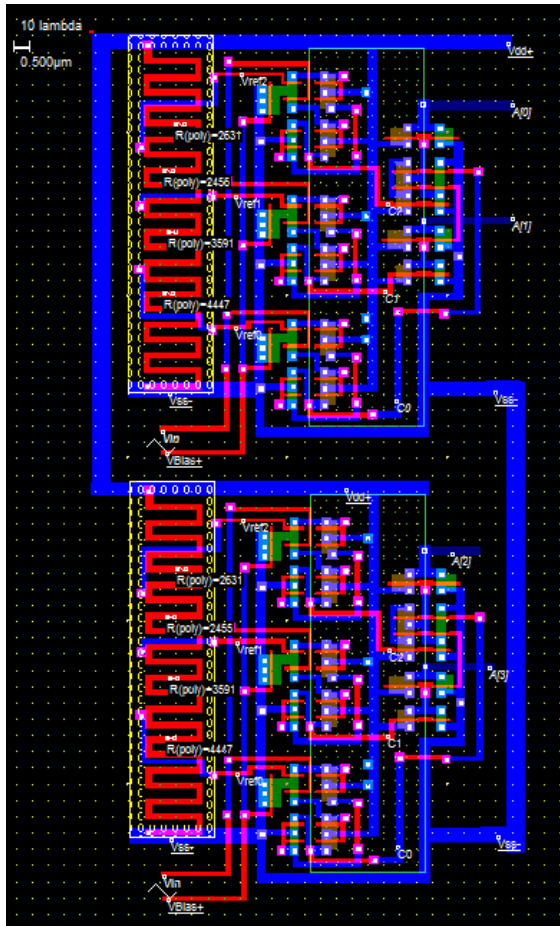 10 lambda
0.500µm
Vdd+
Vref2
A[0]
R(poly)=2631
R(poly)=2456
Vref1
C2
A[1]
R(poly)=3591
C1
R(poly)=4447
Vref0
Vss-
C0
Vss-
Vin
VBias+
Vdd+
Vref2
A[2]
R(poly)=2631
R(poly)=2455
Vref1
C2
A[3]
R(poly)=3591
C1
R(poly)=4447
Vref0
Vss-
C0
Vss-
Vin
VBias+